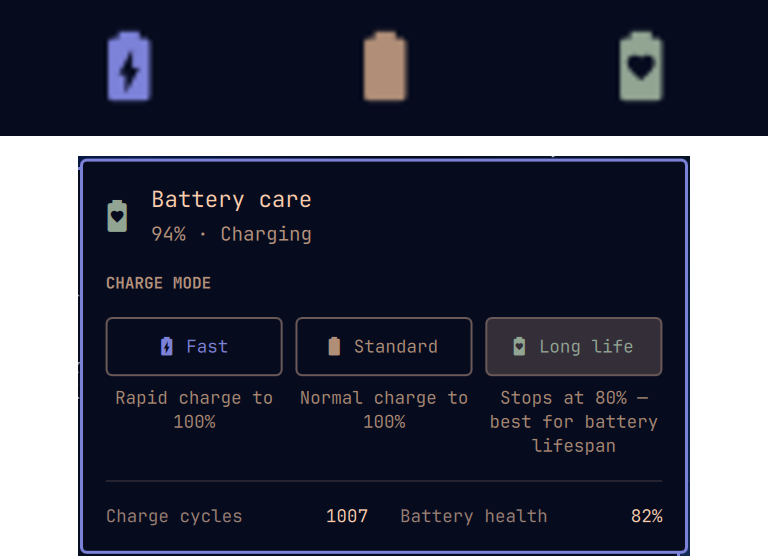 Battery care
94% · Charging
CHARGE MODE
Fast
Standard
Long life
Rapid charge to
100%
Normal charge to
100%
Stops at 80% —
best for battery
lifespan
Charge cycles 1007 Battery health 82%